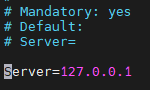 # Mandatory: yes
# Default:
# Server=
Server=127.0.0.1